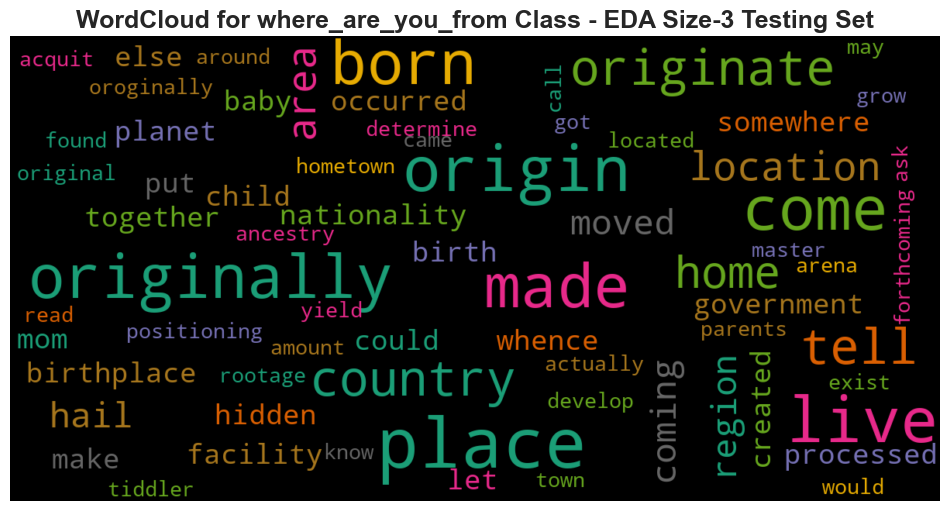 WordCloud for where_are_you_from Class - EDA Size-3 Testing Set
acquit else around area born originate may
oroginally baby occurred call grow
found planet determine came got located somewhere
original put child hometown origin location ask
together nationality moved come
ancestry birth master
originally made home arena forthcoming
read yield government
mom positioning amount could whence parents tell
birthplace rootage country actually coming region created exist
hail hidden develop live
make facility know place processed
tiddler let town would